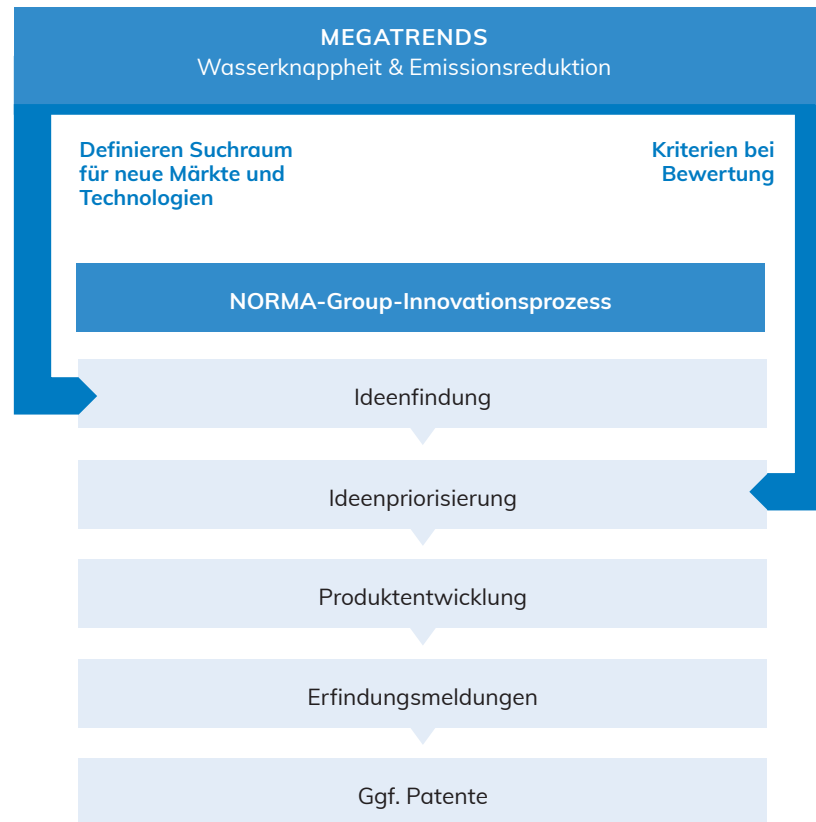 MEGATRENDS
Wasserknappheit & Emissionsreduktion
Definieren Suchraum
für neue Märkte und
Technologien
Kriterien bei
Bewertung
NORMA-Group-Innovationsprozess
Ideenfindung
Ideenpriorisierung
Produktentwicklung
Erfindungsmeldungen
Ggf. Patente